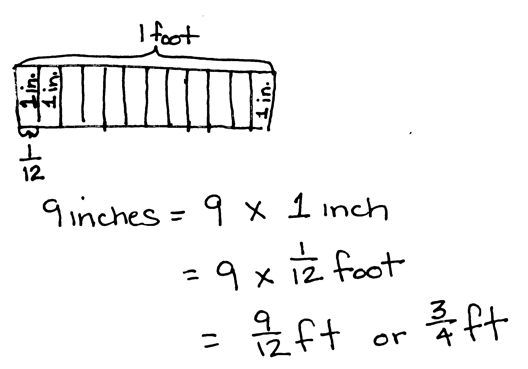 1 foot
1 in. 1 in. 1 in.
1/12
9 inches = 9 x 1 inch
= 9 x 1/12 foot
= 9/12 ft or 3/4 ft